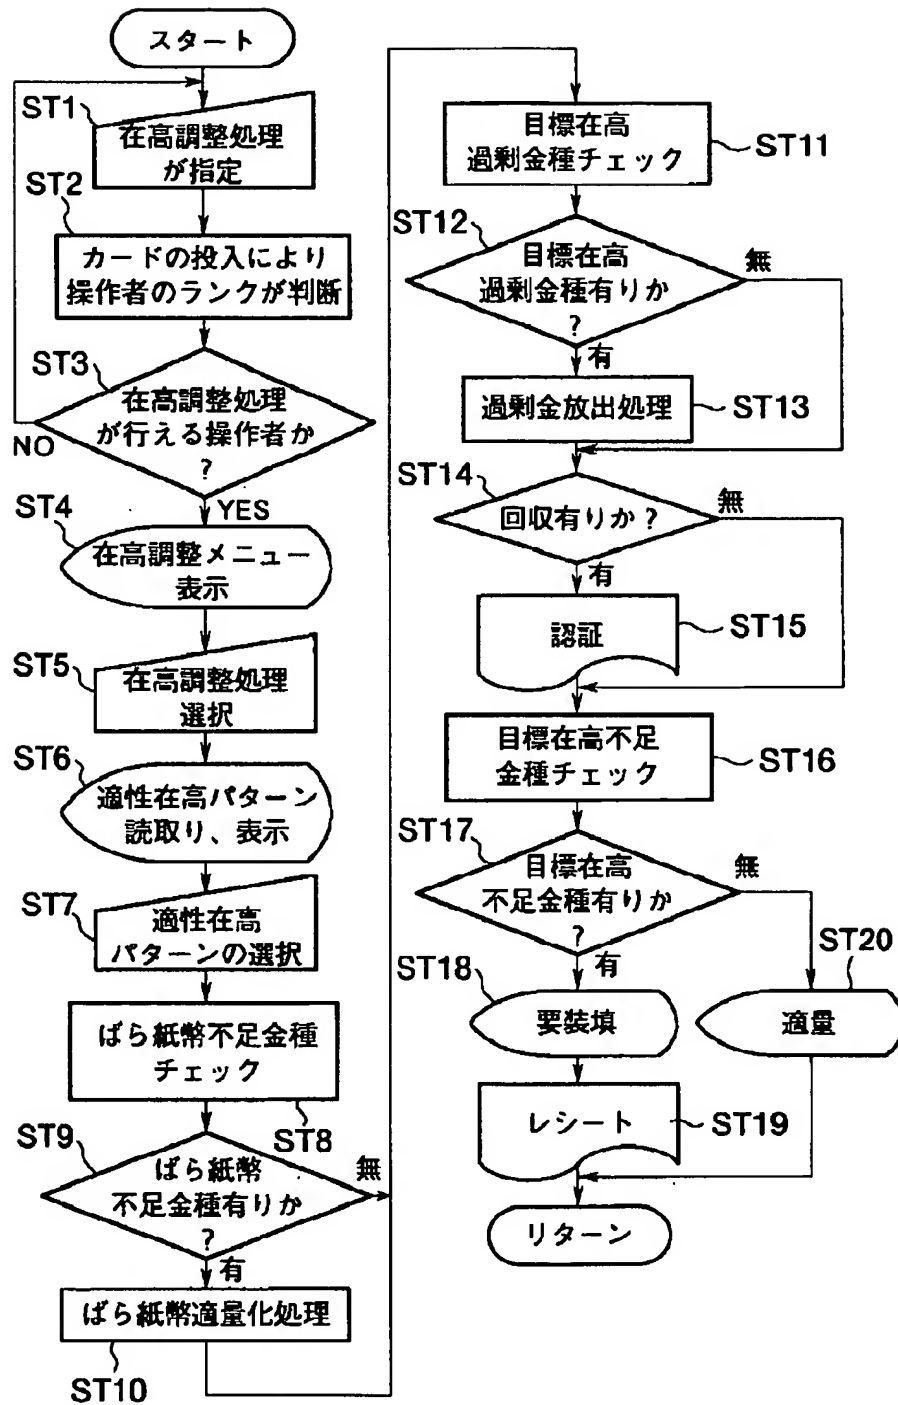 スタート
ST1
在高調整処理
が指定
ST2
カードの投入により
操作者のランクが判断
ST3
在高調整処理
が行える操作者か
?
NO
YES
ST4
在高調整メニュー
表示
ST5
在高調整処理
選択
ST6
適性在高パターン
読取り、表示
ST7
適性在高
パターンの選択
ばら紙幣不足金種
チェック
ST8
ST9
ばら紙幣
不足金種有りか
?
無
有
ばら紙幣適量化処理
ST10
目標在高
過剰金種チェック
ST11
ST12
目標在高
過剰金種有りか
?
無
有
過剰金放出処理
ST13
ST14
回収有りか?
無
有
認証
ST15
目標在高不足
金種チェック
ST16
ST17
目標在高
不足金種有りか
?
無
有
ST18
要装填
ST20
適量
レシート
ST19
リターン